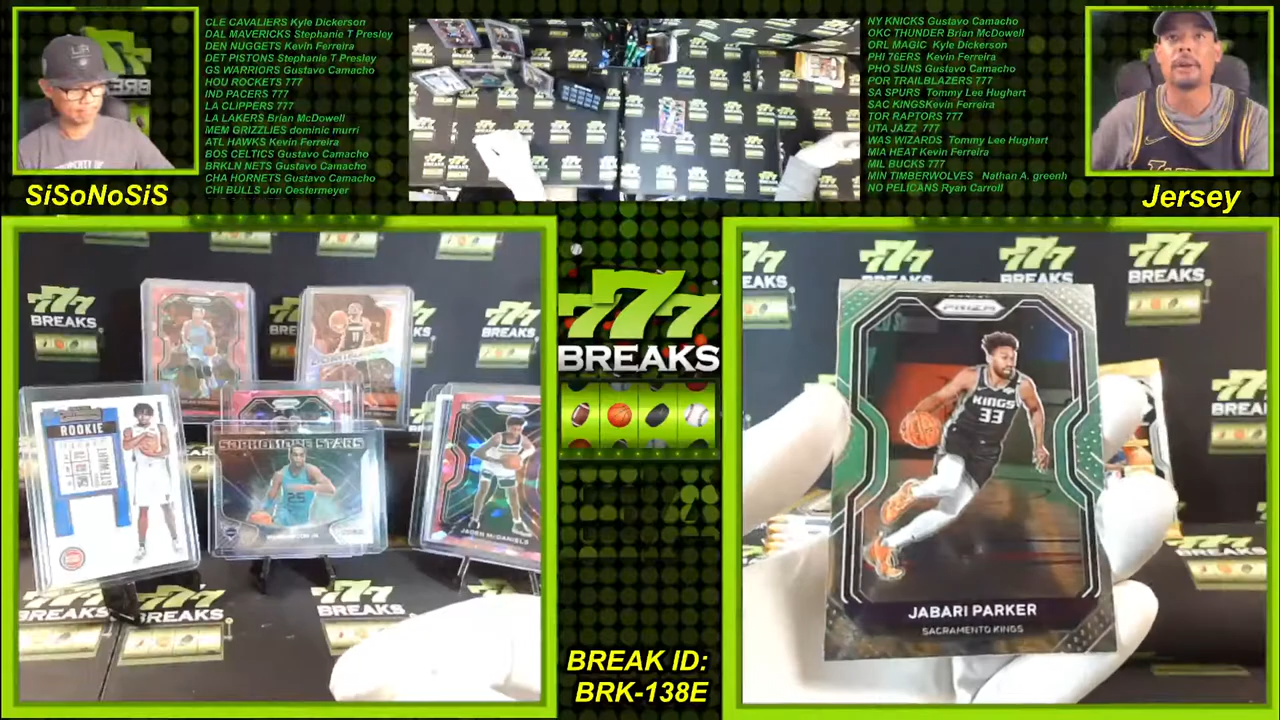 CLE CAVALIERS Kyle Dickerson
DAL MAVERICKS Stephanie T Presley
DEN NUGGETS Kevin Ferreira
DET PISTONS Stephanie T Presley
GS WARRIORS Gustavo Camacho
HOU ROCKETS 777
IND PACERS 777
LA CLIPPERS 777
LA LAKERS Brian McDowell
MEM GRIZZLIES dominic murri
ATL HAWKS Kevin Ferreira
BOS CELTICS Gustavo Camacho
BRKLN NETS Gustavo Camacho
CHA HORNETS Gustavo Camacho
CHI BULLS Jon Oestermeyer
NY KNICKS Gustavo Camacho
OKC THUNDER Brian McDowell
ORL MAGIC Kyle Dickerson
PHI 76ERS Kevin Ferreira
PHO SUNS Gustavo Camacho
POR TRAILBLAZERS 777
SA SPURS Tommy Lee Hughart
SAC KINGSKevin Ferreira
TOR RAPTORS 777
UTA JAZZ 777
WAS WIZARDS Tommy Lee Hughart
MIA HEAT Kevin Ferreira
MIL BUCKS 777
MIN TIMBERWOLVES Nathan A. greenh
NO PELICANS Ryan Carroll
SiSoNoSiS
Jersey
777
BREAKS
ROOKIE
STEWART
SOPHOMORE STARS
25
11
JADEN McDANIELS
777
BREAKS
BREAK ID:
BRK-138E
777
BREAKS
PRIZM
KINGS
33
JABARI PARKER
SACRAMENTO KINGS